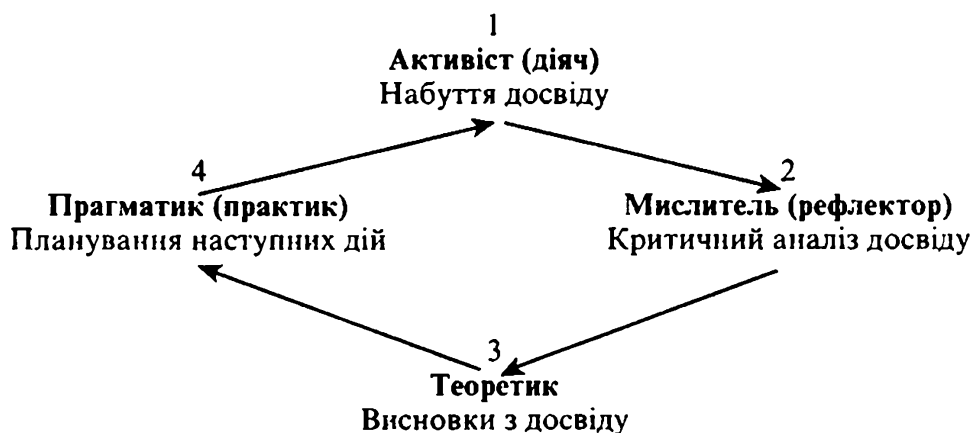 1
Активіст (діяч)
Набуття досвіду
4
Прагматик (практик)
Планування наступних дій
2
Мислитель (рефлектор)
Критичний аналіз досвіду
3
Теоретик
Висновки з досвіду